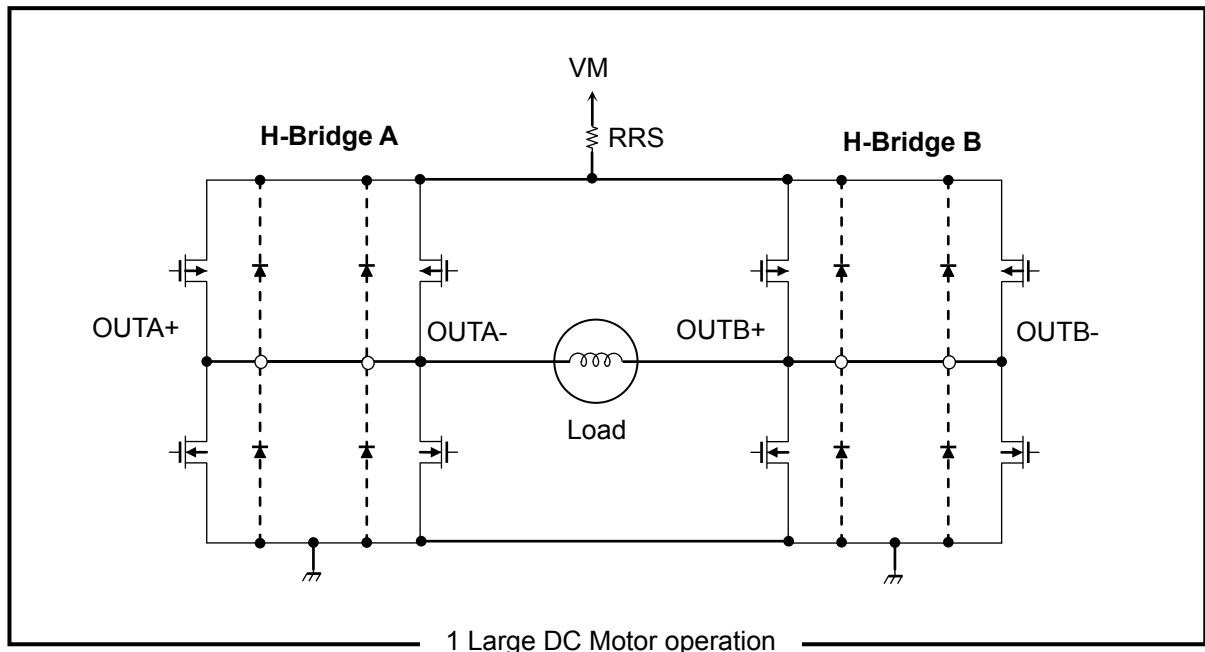 VM
RRS
H-Bridge A
H-Bridge B
OUTA+
OUTA-
OUTB+
OUTB-
Load
1 Large DC Motor operation